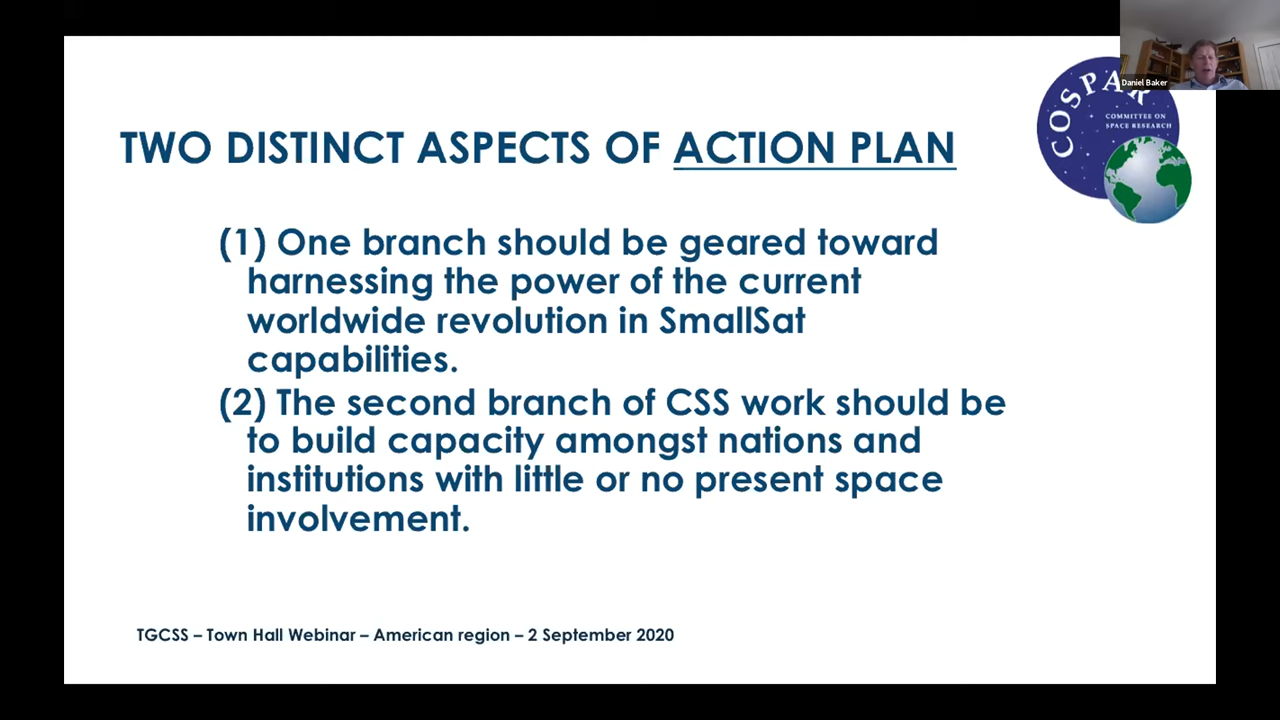 Daniel Baker
COSPAR
COMMITTEE ON
SPACE RESEARCH
TWO DISTINCT ASPECTS OF ACTION PLAN
(1) One branch should be geared toward
harnessing the power of the current
worldwide revolution in SmallSat
capabilities.
(2) The second branch of CSS work should be
to build capacity amongst nations and
institutions with little or no present space
involvement.
TGCSS – Town Hall Webinar – American region – 2 September 2020